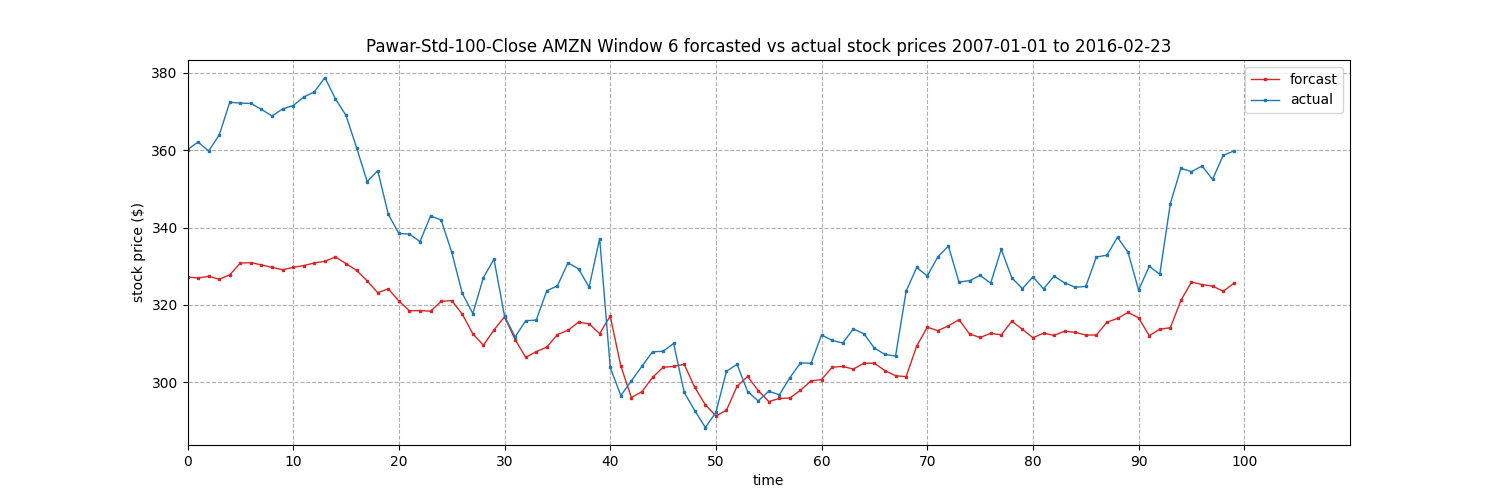 Pawar-Std-100-Close AMZN Window 6 forcasted vs actual stock prices 2007-01-01 to 2016-02-23
forcast
actual
380
360
340
320
300
stock price ($)
0 10 20 30 40 50 60 70 80 90 100
time